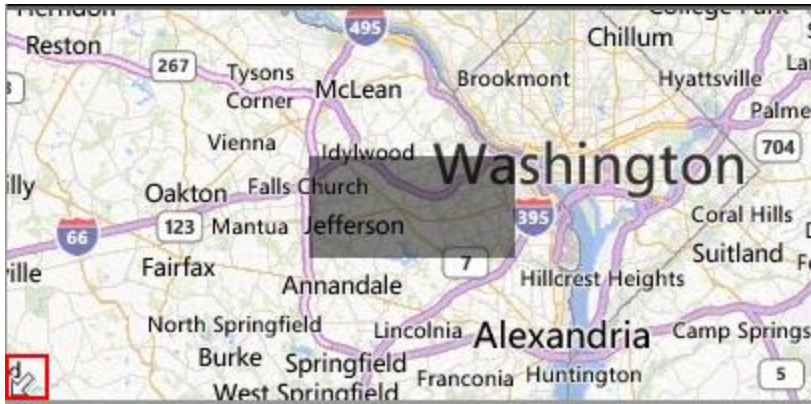 Herndon
College Park
495
Reston
Chillum
267
Tysons
Corner
McLean
Brookmont
Hyattsville
Palme
Vienna
Idylwood
Washington
704
illy
Oakton
Falls Church
66
123
Mantua
Jefferson
395
Coral Hills
ville
Fairfax
7
Suitland
Annandale
Hillcrest Heights
North Springfield
Lincolnia
Alexandria
Camp Springs
Burke
Springfield
Franconia
Huntington
5
West Springfield
d